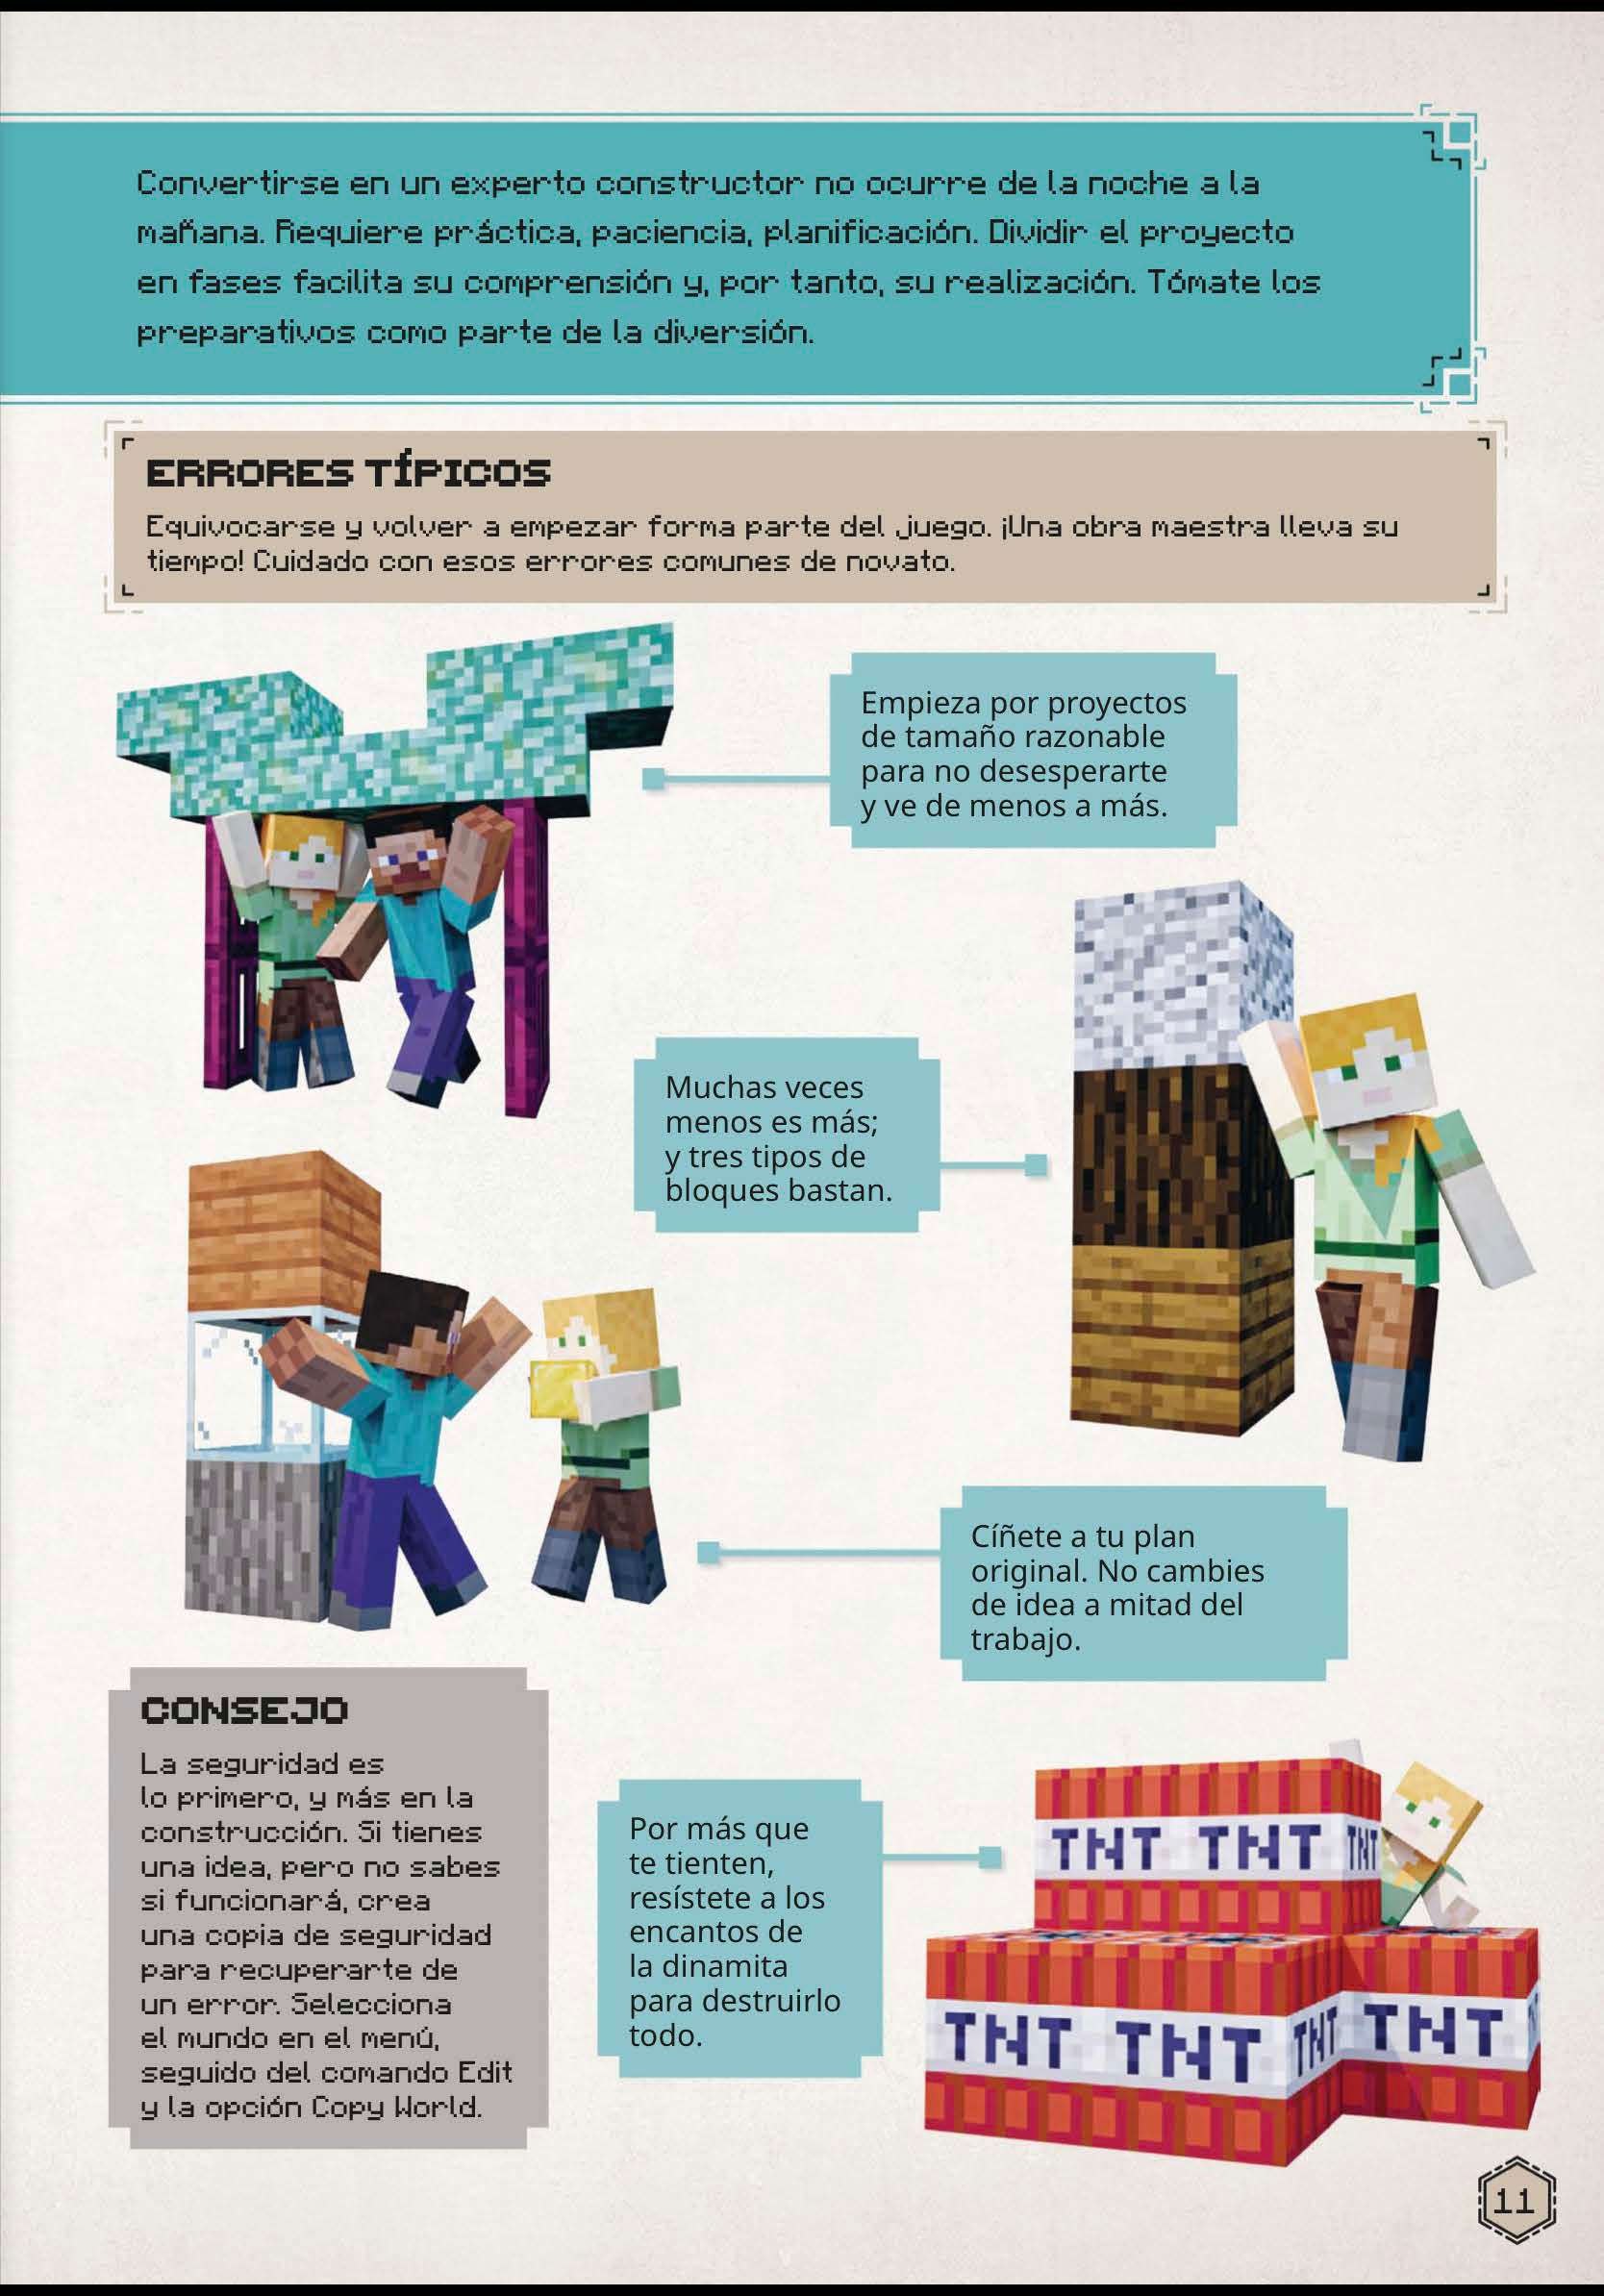 Convertirse en un experto constructor no ocurre de la noche a la
mañana. Requiere práctica, paciencia, planificación. Dividir el proyecto
en fases facilita su comprensión y, por tanto, su realización. Tómate los
preparativos como parte de la diversión.
ERRORES TÍPICOS
Equivocarse y volver a empezar forma parte del juego. ¡Una obra maestra lleva su
tiempo! Cuidado con esos errores comunes de novato.
Empieza por proyectos
de tamaño razonable
para no desesperarte
y ve de menos a más.
Muchas veces
menos es más;
y tres tipos de
bloques bastan.
Cíñete a tu plan
original. No cambies
de idea a mitad del
trabajo.
CONSEJO
La seguridad es
lo primero, y más en la
construcción. Si tienes
una idea, pero no sabes
si funcionará, crea
una copia de seguridad
para recuperarte de
un error. Selecciona
el mundo en el menú,
seguido del comando Edit
y la opción Copy World.
Por más que
te tienten,
resístete a los
encantos de
la dinamita
para destruirlo
todo.
TNT TNT TNT
TNT TNT TNT TNT
11